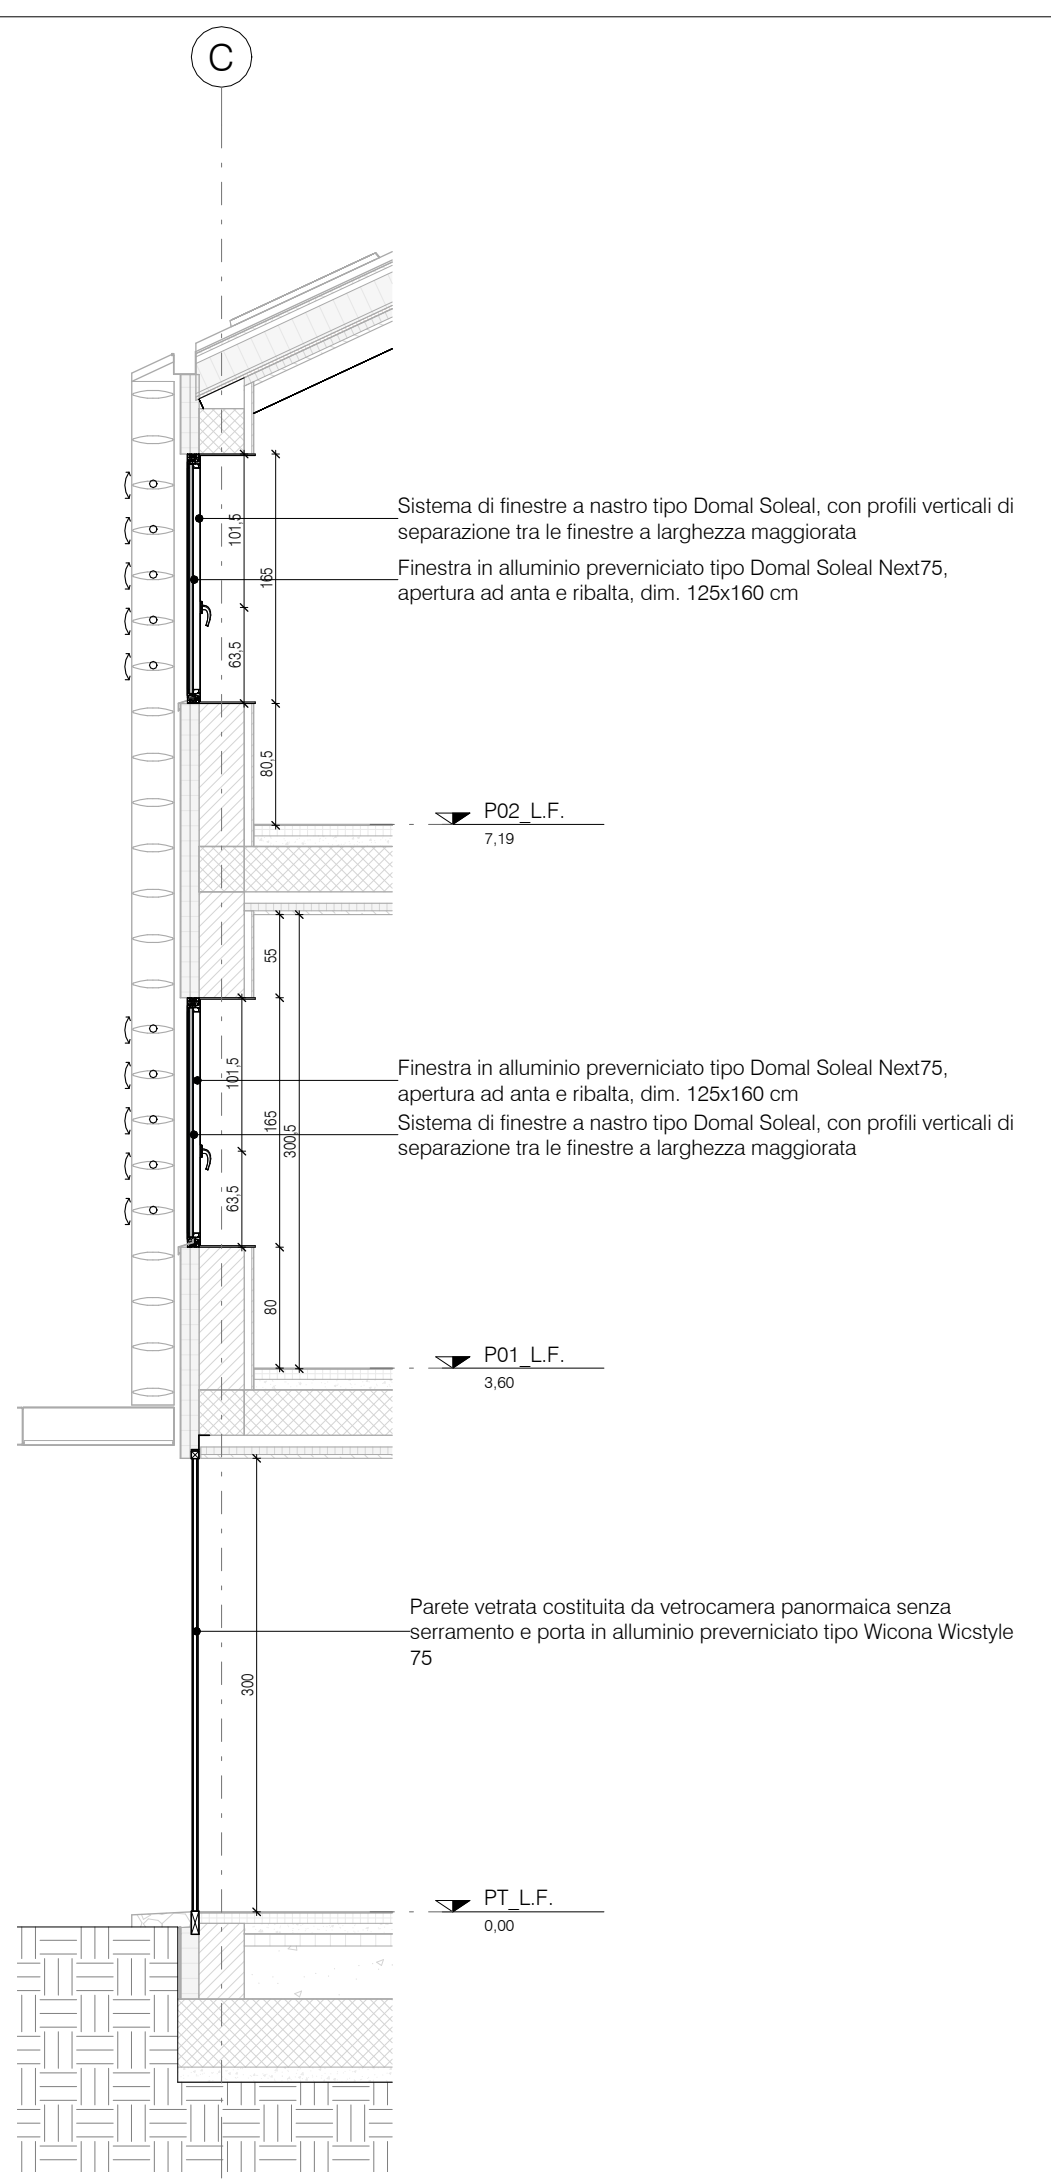 C
Sistema di finestre a nastro tipo Domal Soleal, con profili verticali di
separazione tra le finestre a larghezza maggiorata
101,5
165
Finestra in alluminio preverniciato tipo Domal Soleal Next75,
apertura ad anta e ribalta, dim. 125x160 cm
63,5
80,5
P02_L.F.
7,19
55
101,5
Finestra in alluminio preverniciato tipo Domal Soleal Next75,
apertura ad anta e ribalta, dim. 125x160 cm
165
300,5
Sistema di finestre a nastro tipo Domal Soleal, con profili verticali di
separazione tra le finestre a larghezza maggiorata
63,5
80
P01_L.F.
3,60
Parete vetrata costituita da vetrocamera panormaica senza
serramento e porta in alluminio preverniciato tipo Wicona Wicstyle
75
300
PT_L.F.
0,00